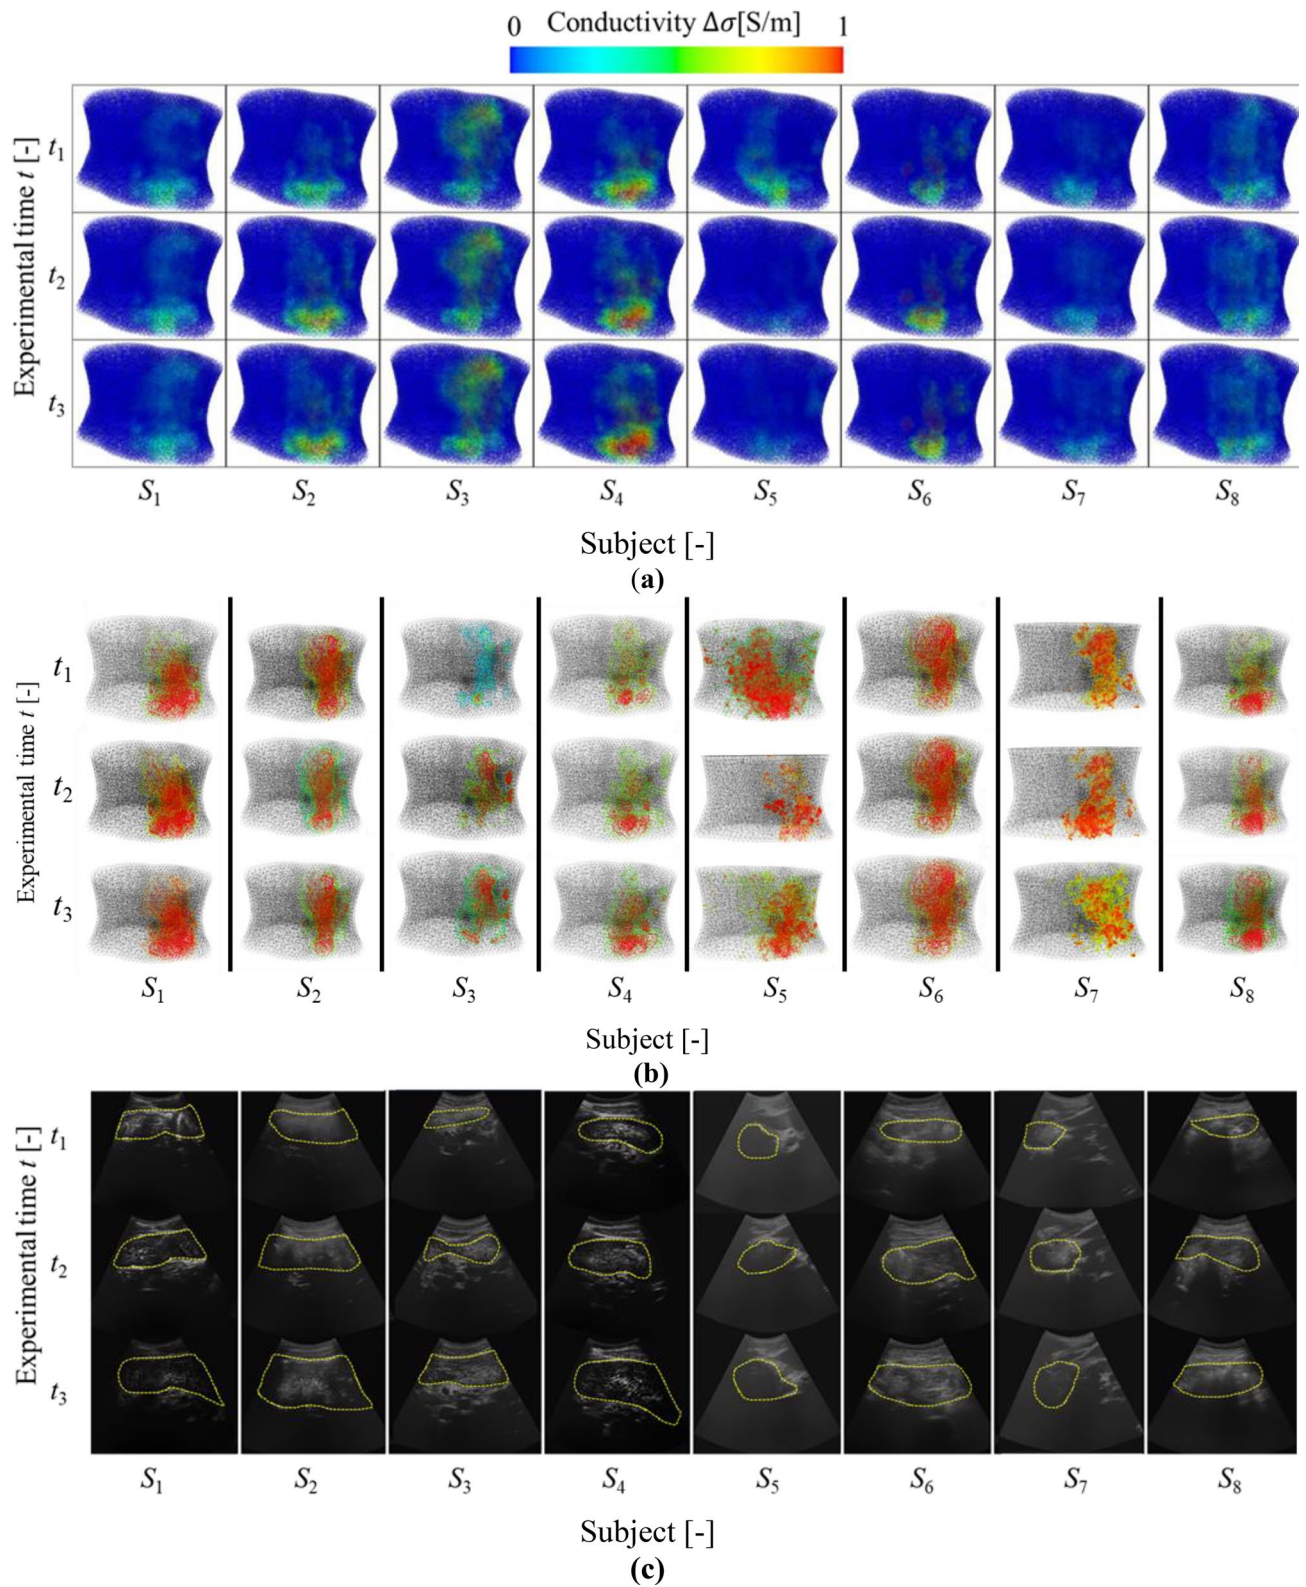 0 Conductivity Δσ[S/m] 1
Experimental time t [-]
t1
t2
t3
S1 S2 S3 S4 S5 S6 S7 S8
Subject [-]
(a)
Experimental time t [-]
t1
t2
t3
S1 S2 S3 S4 S5 S6 S7 S8
Subject [-]
(b)
Experimental time t [-]
t1
t2
t3
S1 S2 S3 S4 S5 S6 S7 S8
Subject [-]
(c)